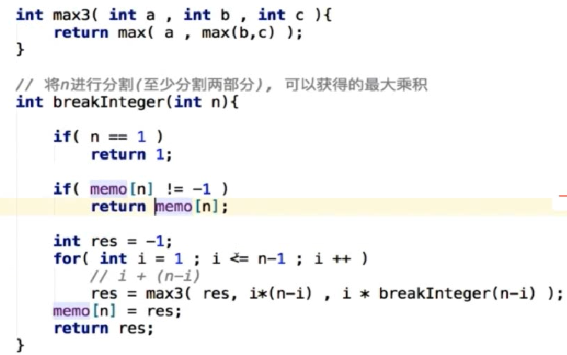 int max3( int a , int b , int c ){
return max( a , max(b,c) );
}
// 将n进行分割(至少分割两部分), 可以获得的最大乘积
int breakInteger(int n){
if( n == 1 )
return 1;
if( memo[n] != -1 )
return memo[n];
int res = -1;
for( int i = 1 ; i <= n-1 ; i ++ )
// i + (n-i)
res = max3( res, i*(n-i) , i * breakInteger(n-i) );
memo[n] = res;
return res;
}